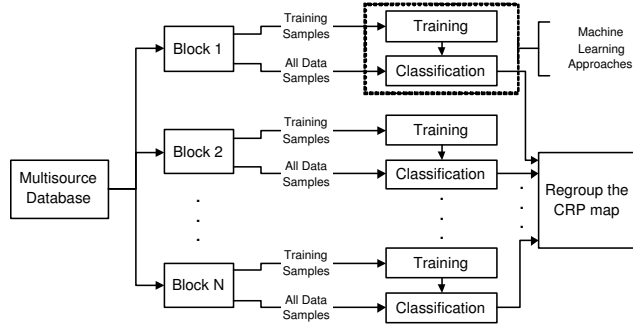 Training
Samples
Block 1
All Data
Samples
Training
Classification
Machine
Learning
Approaches
Multisource
Database
Block 2
Training
Samples
All Data
Samples
Training
Classification
Regroup the
CRP map
Block N
Training
Samples
All Data
Samples
Training
Classification